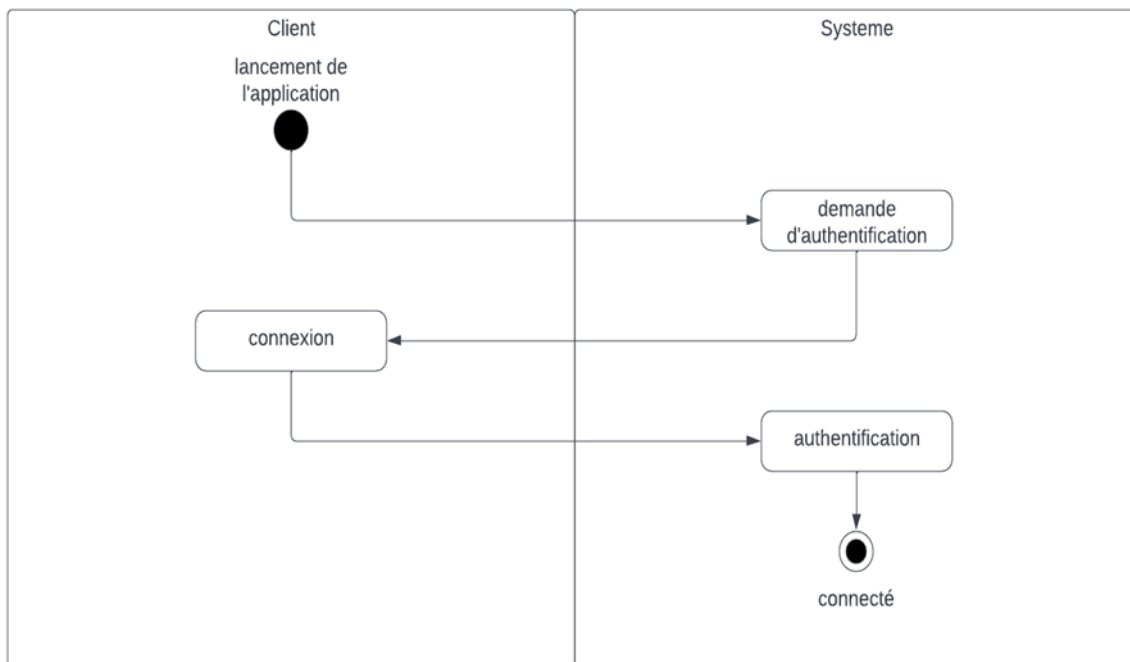 Client
Systeme
lancement de
l'application
demande
d'authentification
connexion
authentification
connecté